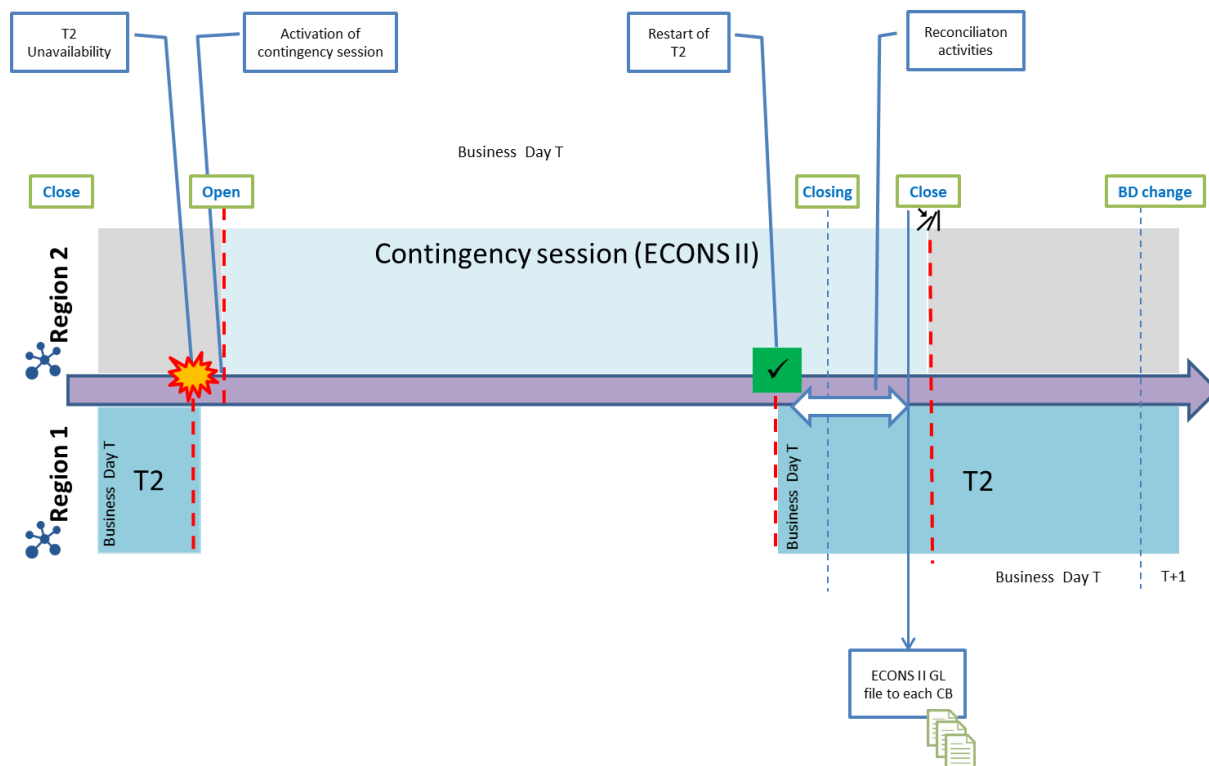 T2
Unavailability
Activation of
contingency session
Restart of
T2
Reconciliaton
activities
Business Day T
Close
Open
Closing
Close
BD change
Region 2
Contingency session (ECONS II)
Region 1
Business Day T
T2
Business Day T
T2
Business Day T
T+1
ECONS II GL
file to each CB